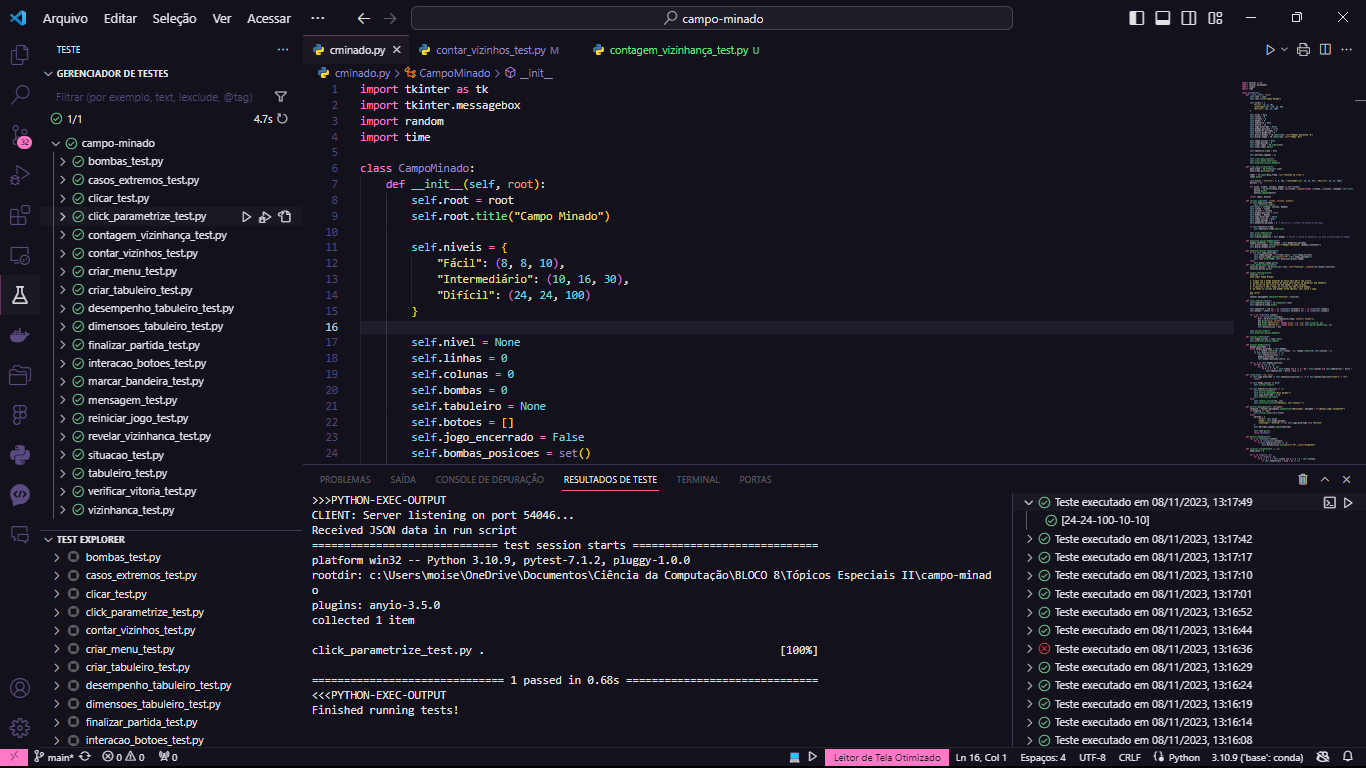 Arquivo Editar Seleção Ver Acessar ··· campo-minado
TESTE ···
GERENCIADOR DE TESTES
Filtrar (por exemplo, text, !exclude, @tag)
1/1 4.7s
campo-minado
bombas_test.py
casos_extremos_test.py
clicar_test.py
click_parametrize_test.py
contagem_vizinhança_test.py
contar_vizinhos_test.py
criar_menu_test.py
criar_tabuleiro_test.py
desempenho_tabuleiro_test.py
dimensoes_tabuleiro_test.py
finalizar_partida_test.py
interacao_botoes_test.py
marcar_bandeira_test.py
mensagem_test.py
reiniciar_jogo_test.py
revelar_vizinhanca_test.py
situacao_test.py
tabuleiro_test.py
verificar_vitoria_test.py
vizinhanca_test.py
TEST EXPLORER
bombas_test.py
casos_extremos_test.py
clicar_test.py
click_parametrize_test.py
contar_vizinhos_test.py
criar_menu_test.py
criar_tabuleiro_test.py
desempenho_tabuleiro_test.py
dimensoes_tabuleiro_test.py
finalizar_partida_test.py
interacao_botoes_test.py
32
cminado.py contar_vizinhos_test.py M contagem_vizinhança_test.py U
cminado.py > CampoMinado > __init__
1 import tkinter as tk
2 import tkinter.messagebox
3 import random
4 import time
5
6 class CampoMinado:
7 def __init__(self, root):
8 self.root = root
9 self.root.title("Campo Minado")
10
11 self.niveis = {
12 "Fácil": (8, 8, 10),
13 "Intermediário": (10, 16, 30),
14 "Difícil": (24, 24, 100)
15 }
16
17 self.nivel = None
18 self.linhas = 0
19 self.colunas = 0
20 self.bombas = 0
21 self.tabuleiro = None
22 self.botoes = []
23 self.jogo_encerrado = False
24 self.bombas_posicoes = set()
PROBLEMAS SAÍDA CONSOLE DE DEPURAÇÃO RESULTADOS DE TESTE TERMINAL PORTAS
>>>PYTHON-EXEC-OUTPUT
CLIENT: Server listening on port 54046...
Received JSON data in run script
============================= test session starts =============================
platform win32 -- Python 3.10.9, pytest-7.1.2, pluggy-1.0.0
rootdir: c:\Users\moise\OneDrive\Documentos\Ciência da Computação\BLOCO 8\Tópicos Especiais II\campo-minad
o
plugins: anyio-3.5.0
collected 1 item
click_parametrize_test.py . [100%]
============================== 1 passed in 0.68s ==============================
<<<PYTHON-EXEC-OUTPUT
Finished running tests!
Teste executado em 08/11/2023, 13:17:49
[24-24-100-10-10]
Teste executado em 08/11/2023, 13:17:42
Teste executado em 08/11/2023, 13:17:17
Teste executado em 08/11/2023, 13:17:10
Teste executado em 08/11/2023, 13:17:01
Teste executado em 08/11/2023, 13:16:52
Teste executado em 08/11/2023, 13:16:44
Teste executado em 08/11/2023, 13:16:36
Teste executado em 08/11/2023, 13:16:29
Teste executado em 08/11/2023, 13:16:24
Teste executado em 08/11/2023, 13:16:19
Teste executado em 08/11/2023, 13:16:14
Teste executado em 08/11/2023, 13:16:08
main* 0 0 0 Leitor de Tela Otimizado Ln 16, Col 1 Espaços: 4 UTF-8 CRLF Python 3.10.9 ('base': conda)